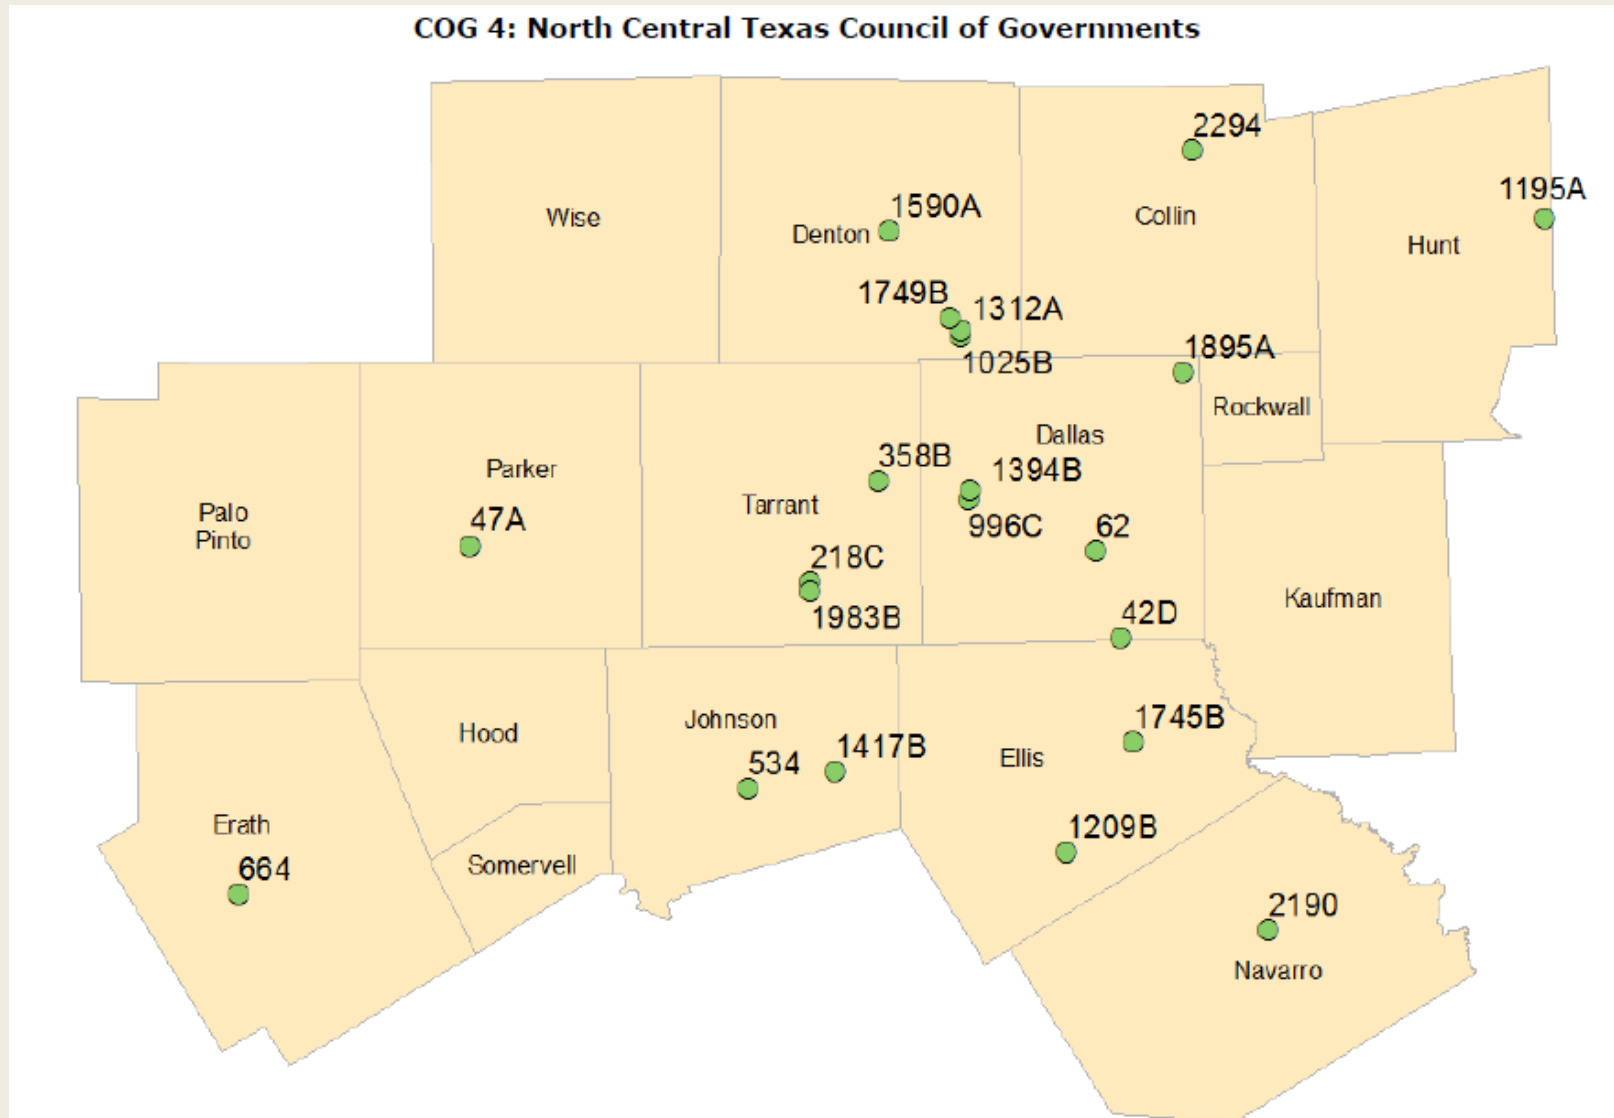 COG 4: North Central Texas Council of Governments
2294
1195A
1590A
Wise
Denton
Collin
Hunt
1749B
1312A
1025B
1895A
Rockwall
Dallas
358B
Parker
1394B
Tarrant
Palo
Pinto
47A
996C
62
218C
Kaufman
1983B
42D
Johnson
1745B
Hood
1417B
534
Ellis
Erath
1209B
664
Somervell
2190
Navarro